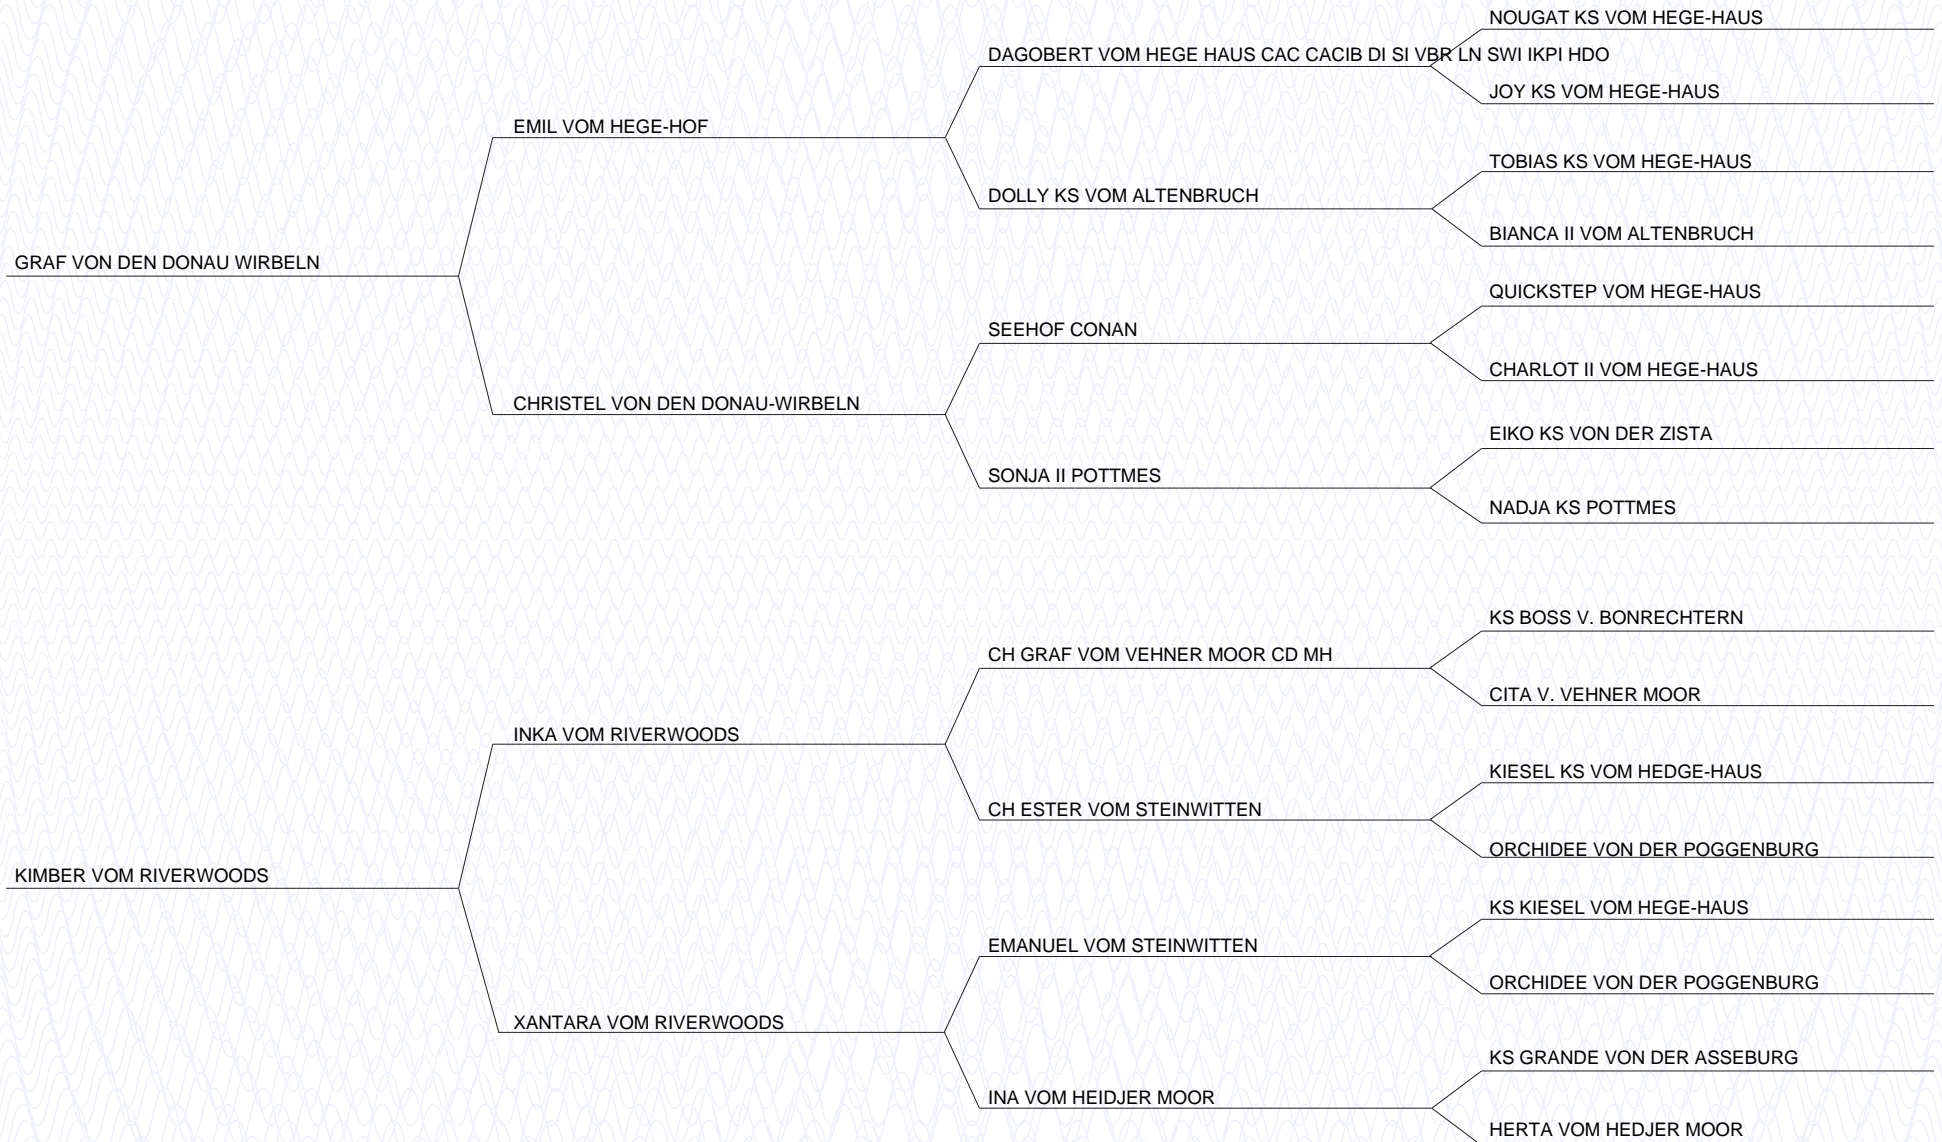 NOUGAT KS VOM HEGE-HAUS
DAGOBERT VOM HEGE HAUS CAC CACIB DI SI VBR LN SWI IKPI HDO
JOY KS VOM HEGE-HAUS
EMIL VOM HEGE-HOF
TOBIAS KS VOM HEGE-HAUS
DOLLY KS VOM ALTENBRUCH
BIANCA II VOM ALTENBRUCH
GRAF VON DEN DONAU WIRBELN
QUICKSTEP VOM HEGE-HAUS
SEEHOF CONAN
CHARLOT II VOM HEGE-HAUS
CHRISTEL VON DEN DONAU-WIRBELN
EIKO KS VON DER ZISTA
SONJA II POTTMES
NADJA KS POTTMES
KS BOSS V. BONRECHTERN
CH GRAF VOM VEHNER MOOR CD MH
CITA V. VEHNER MOOR
INKA VOM RIVERWOODS
KIESEL KS VOM HEDGE-HAUS
CH ESTER VOM STEINWITTEN
ORCHIDEE VON DER POGGENBURG
KIMBER VOM RIVERWOODS
KS KIESEL VOM HEGE-HAUS
EMANUEL VOM STEINWITTEN
ORCHIDEE VON DER POGGENBURG
XANTARA VOM RIVERWOODS
KS GRANDE VON DER ASSEBURG
INA VOM HEIDJER MOOR
HERTA VOM HEDJER MOOR